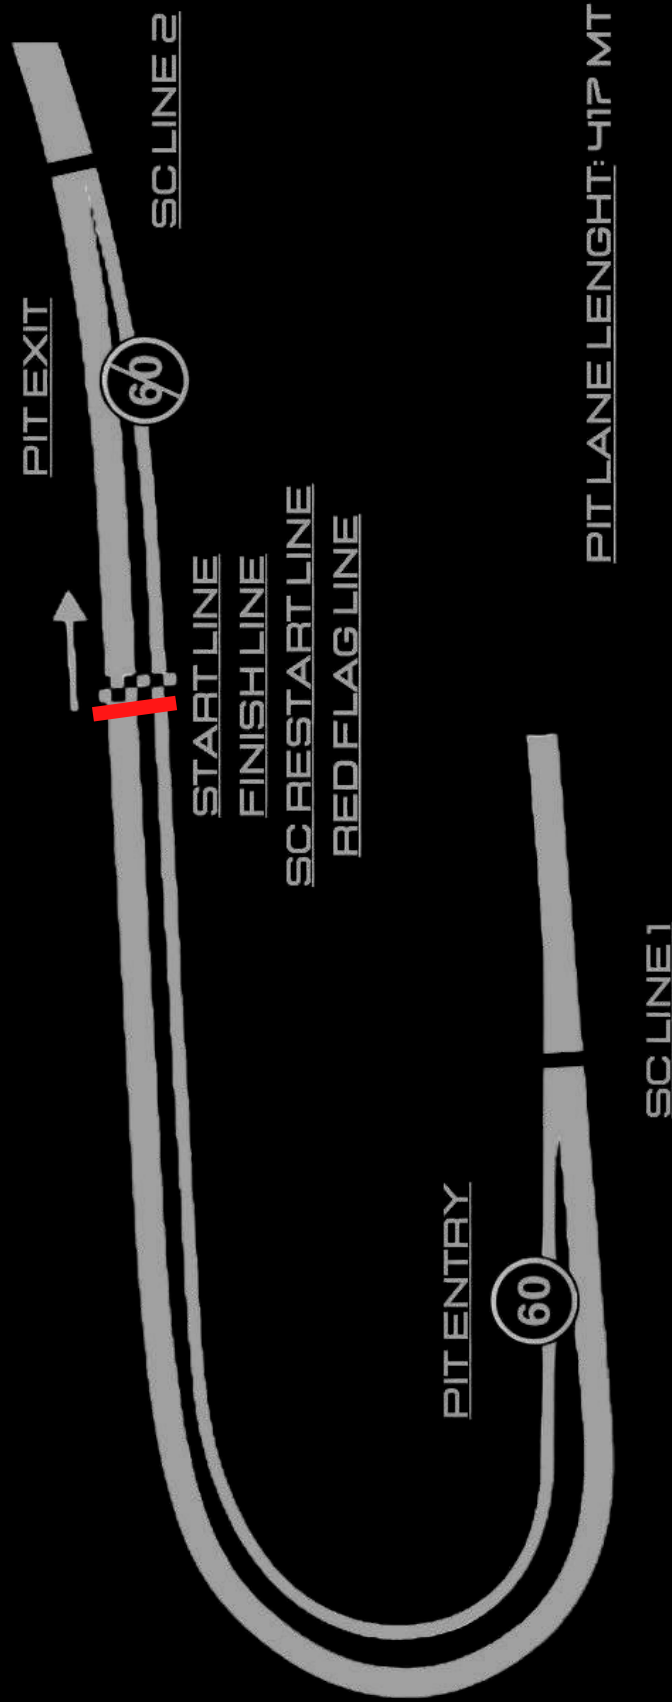 PIT EXIT
SC LINE 2
60
START LINE
FINISH LINE
SC RESTART LINE
RED FLAG LINE
PIT ENTRY
60
PIT LANE LENGHT: 417 MT
SC LINE 1